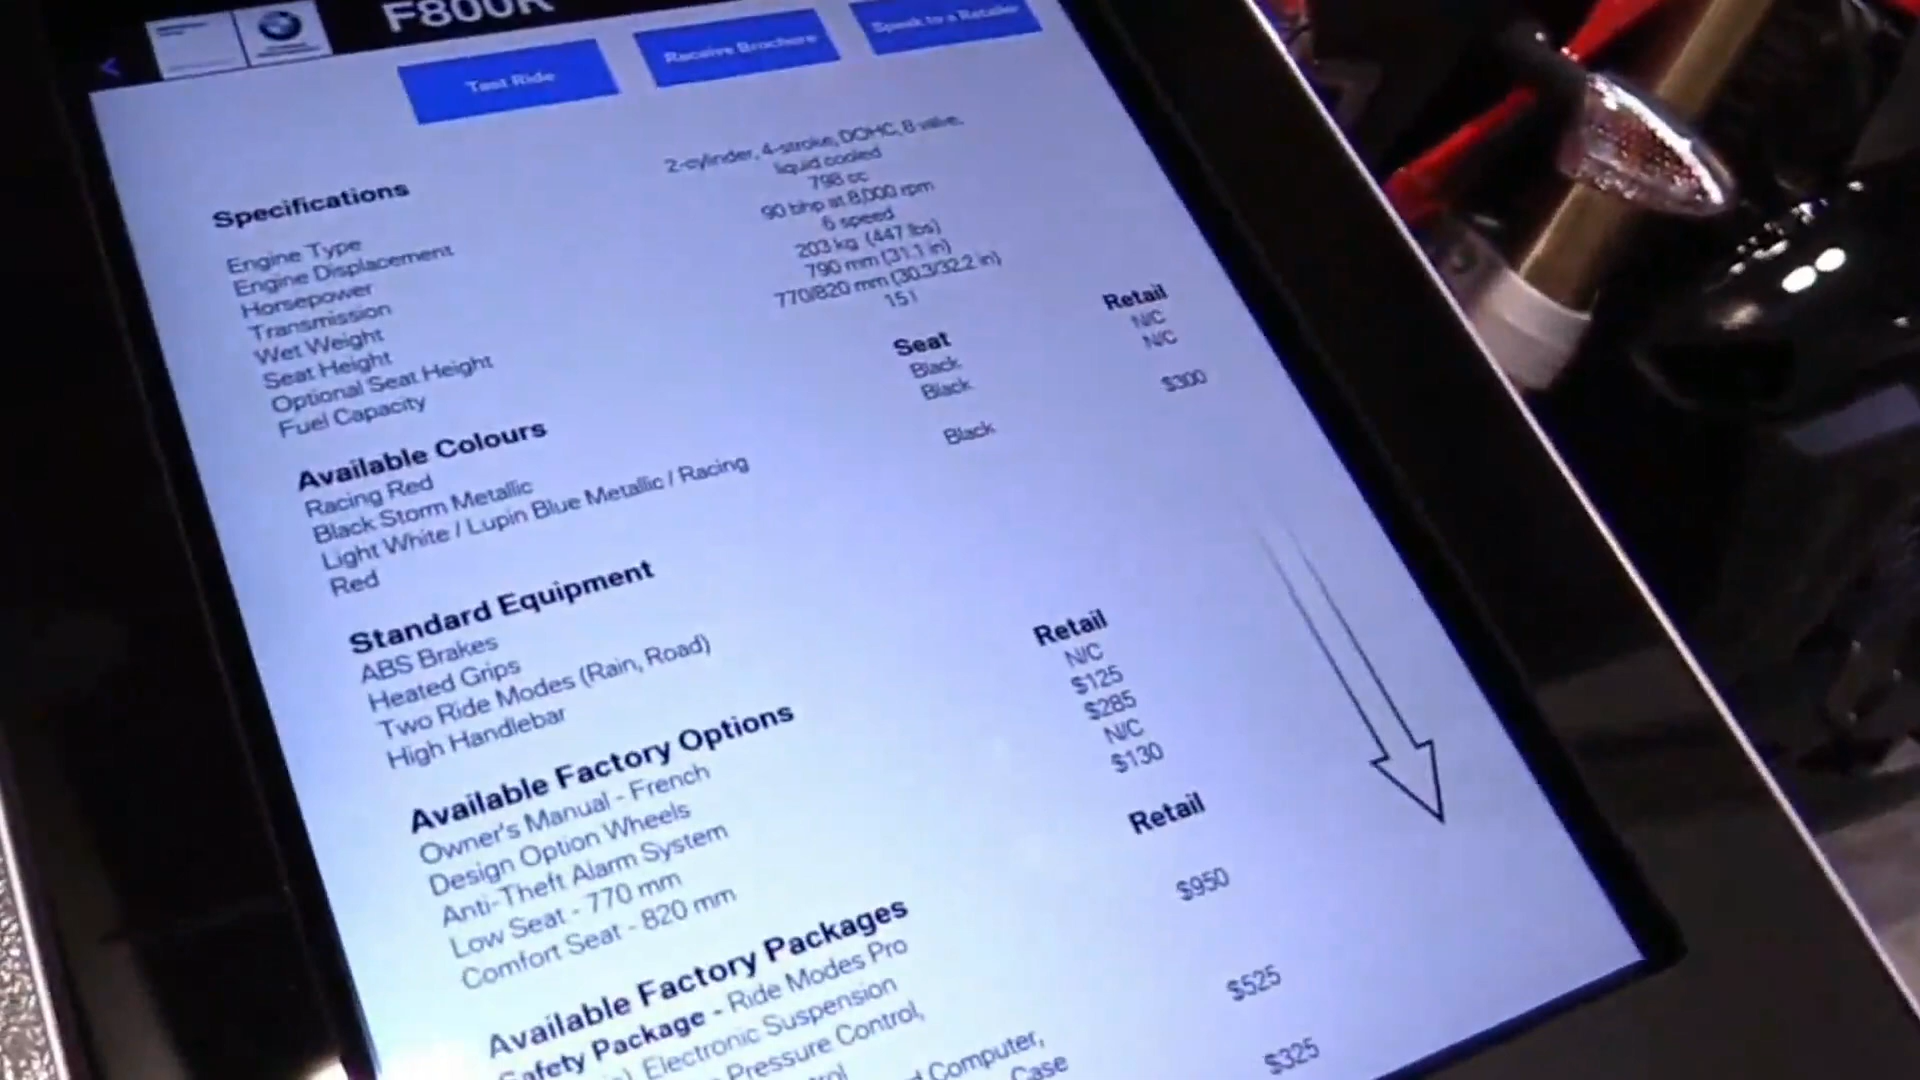 F800R
Test Ride
Receive Brochure
Speak to a Retailer
Specifications
Engine Type 2-cylinder, 4-stroke, DOHC, 8 valve, liquid cooled
Engine Displacement 798 cc
Horsepower 90 bhp at 8,000 rpm
Transmission 6 speed
Wet Weight 203 kg (447 lbs)
Seat Height 790 mm (31.1 in)
Optional Seat Height 770/820 mm (30.3/32.2 in)
Fuel Capacity 15 l
Available Colours Seat Retail
Racing Red Black N/C
Black Storm Metallic Black N/C
Light White / Lupin Blue Metallic / Racing Red Black $300
Standard Equipment
ABS Brakes
Heated Grips
Two Ride Modes (Rain, Road)
High Handlebar
Available Factory Options Retail
Owner's Manual - French N/C
Design Option Wheels $125
Anti-Theft Alarm System $285
Low Seat - 770 mm N/C
Comfort Seat - 820 mm $130
Available Factory Packages Retail
Safety Package - Ride Modes Pro $950
Electronic Suspension
Pressure Control,
$525
Computer,
Case
$325